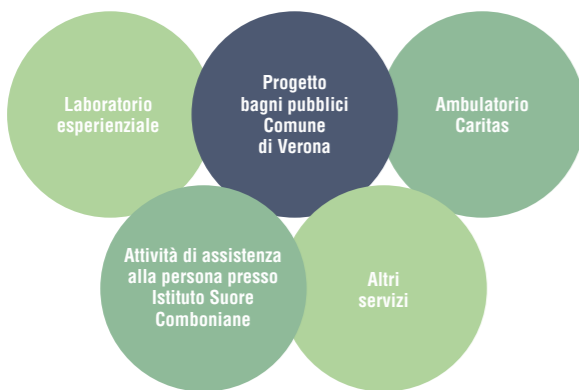 Laboratorio
esperienziale
Progetto
bagni pubblici
Comune
di Verona
Ambulatorio
Caritas
Attività di assistenza
alla persona presso
Istituto Suore
Comboniane
Altri
servizi